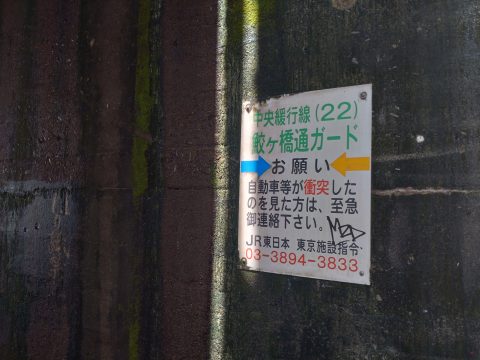 中央緩行線(22)
鮫ヶ橋通ガード
お願い
自動車等が衝突した
のを見た方は、至急
御連絡下さい。
JR東日本 東京施設指令
03-3894-3833